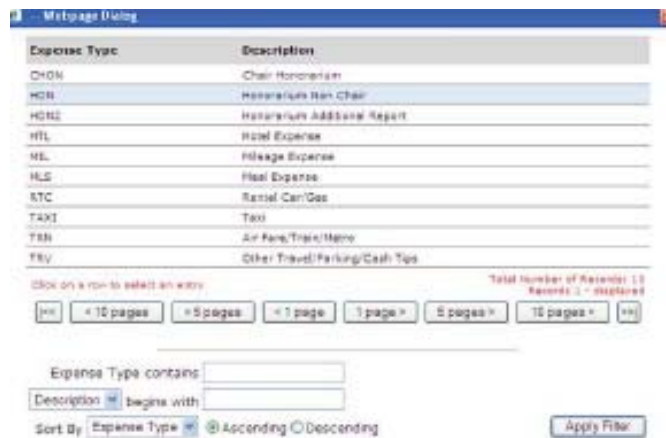 -- Webpage Dialog
Expense Type Description
CHON Chair Honorarium
HON Honorarium Non Chair
HON2 Honorarium Additional Report
HTL Hotel Expense
MIL Mileage Expense
MLS Meal Expense
RTC Rental Car/Gas
TAXI Taxi
TRN Air Fare/Train/Metro
TRV Other Travel/Parking/Cash Tips
Click on a row to select an entry
Total Number of Records:
Records 1 - displayed
|<< < 10 pages < 5 pages < 1 page 1 page > 5 pages > 10 pages > >>|
Expense Type contains
Description begins with
Sort By Expense Type Ascending Descending Apply Filter